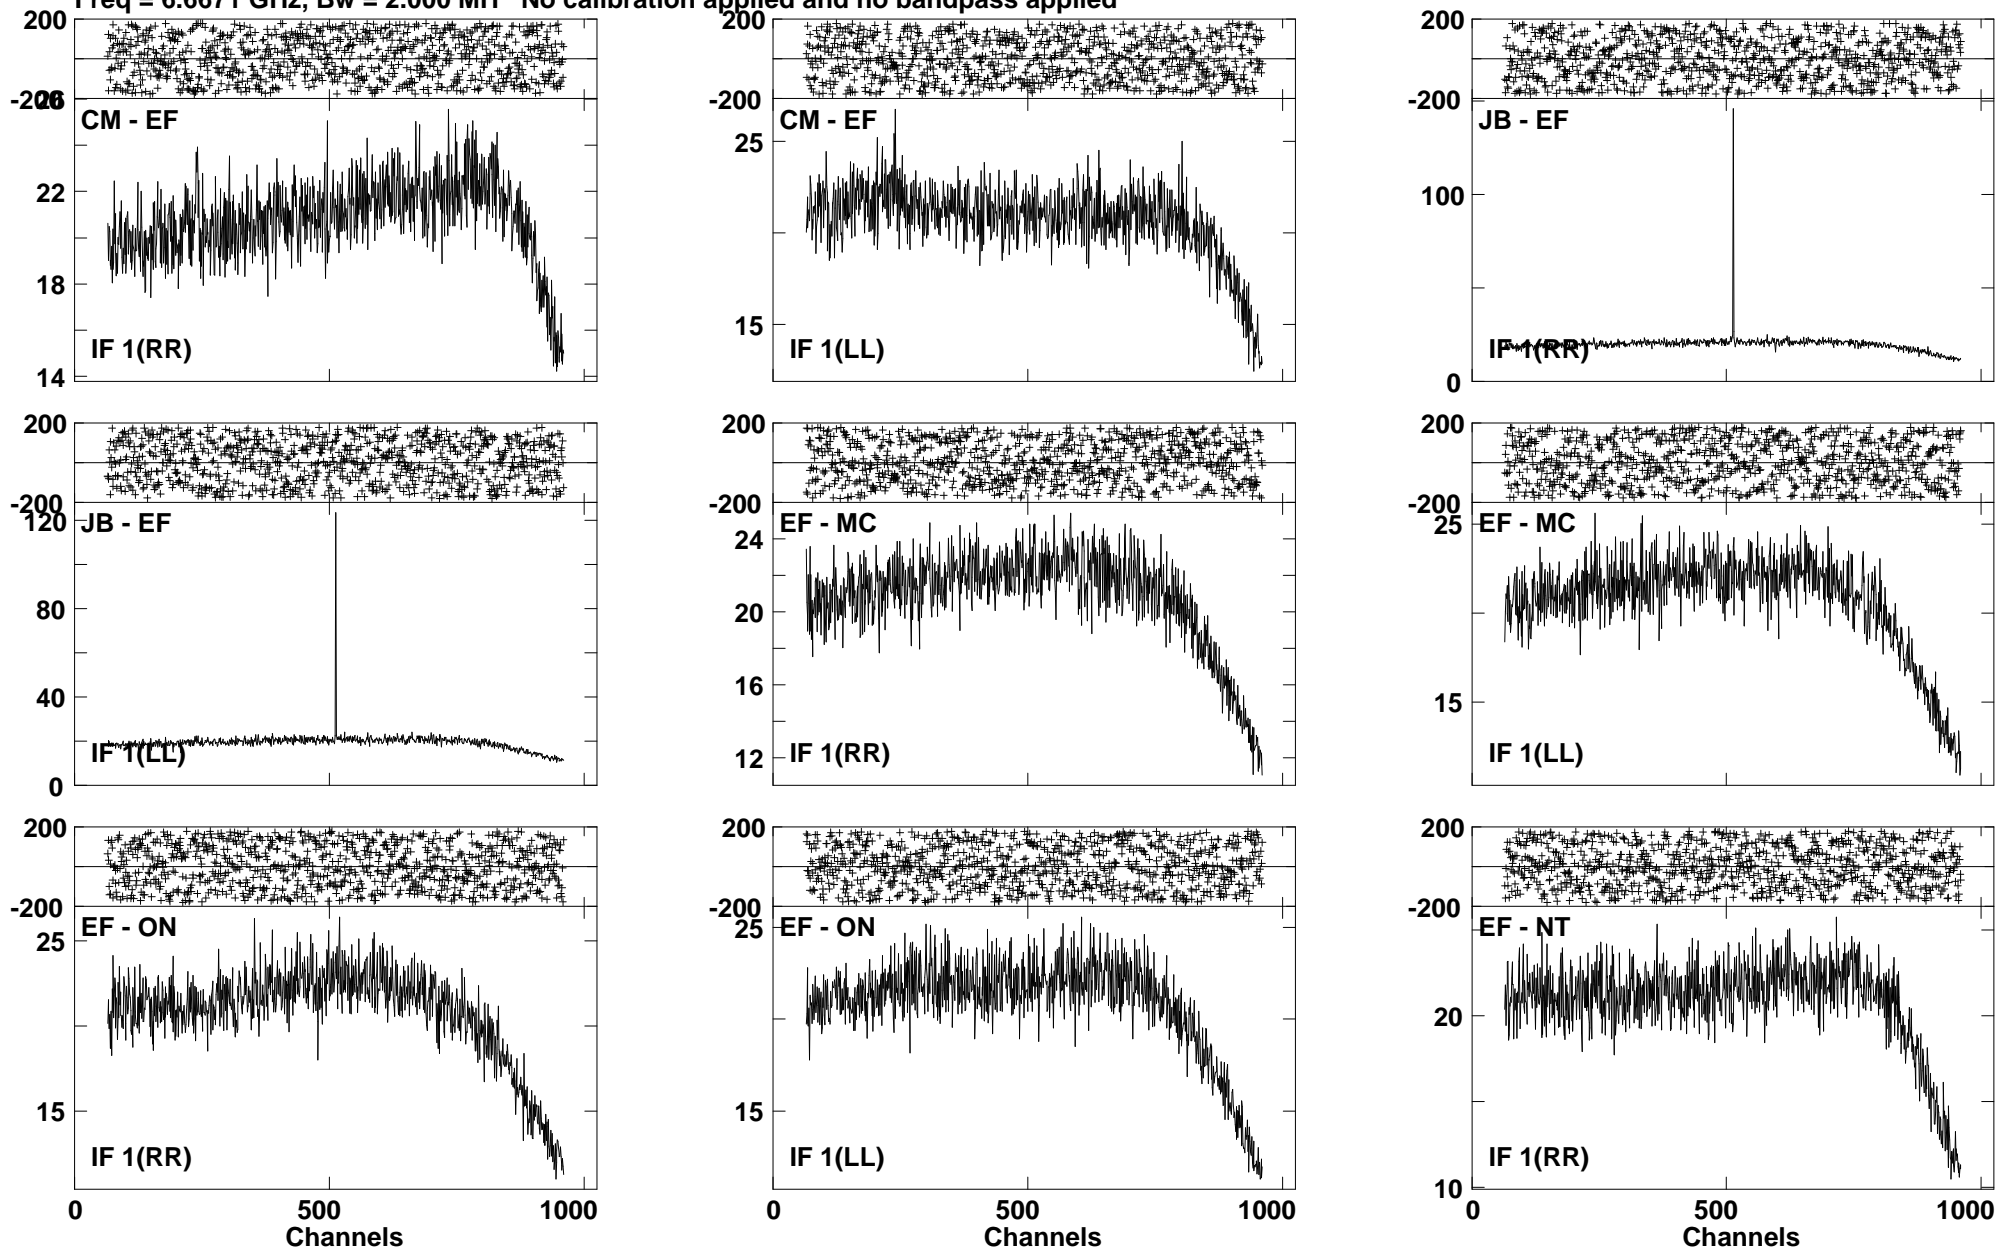 Freq = 6.6671 GHz, Bw = 2.000 MH No calibration applied and no bandpass applied
200
-200
CM - EF
22
18
14
IF 1(RR)
200
-200
CM - EF
25
15
IF 1(LL)
200
-200
JB - EF
100
0
IF 1(RR)
200
-200
JB - EF
120
80
40
0
IF 1(LL)
200
-200
EF - MC
24
20
16
12
IF 1(RR)
200
-200
EF - MC
25
15
IF 1(LL)
200
-200
EF - ON
25
15
IF 1(RR)
0 500 1000
Channels
200
-200
EF - ON
25
15
IF 1(LL)
0 500 1000
Channels
200
-200
EF - NT
20
10
IF 1(RR)
0 500 1000
Channels